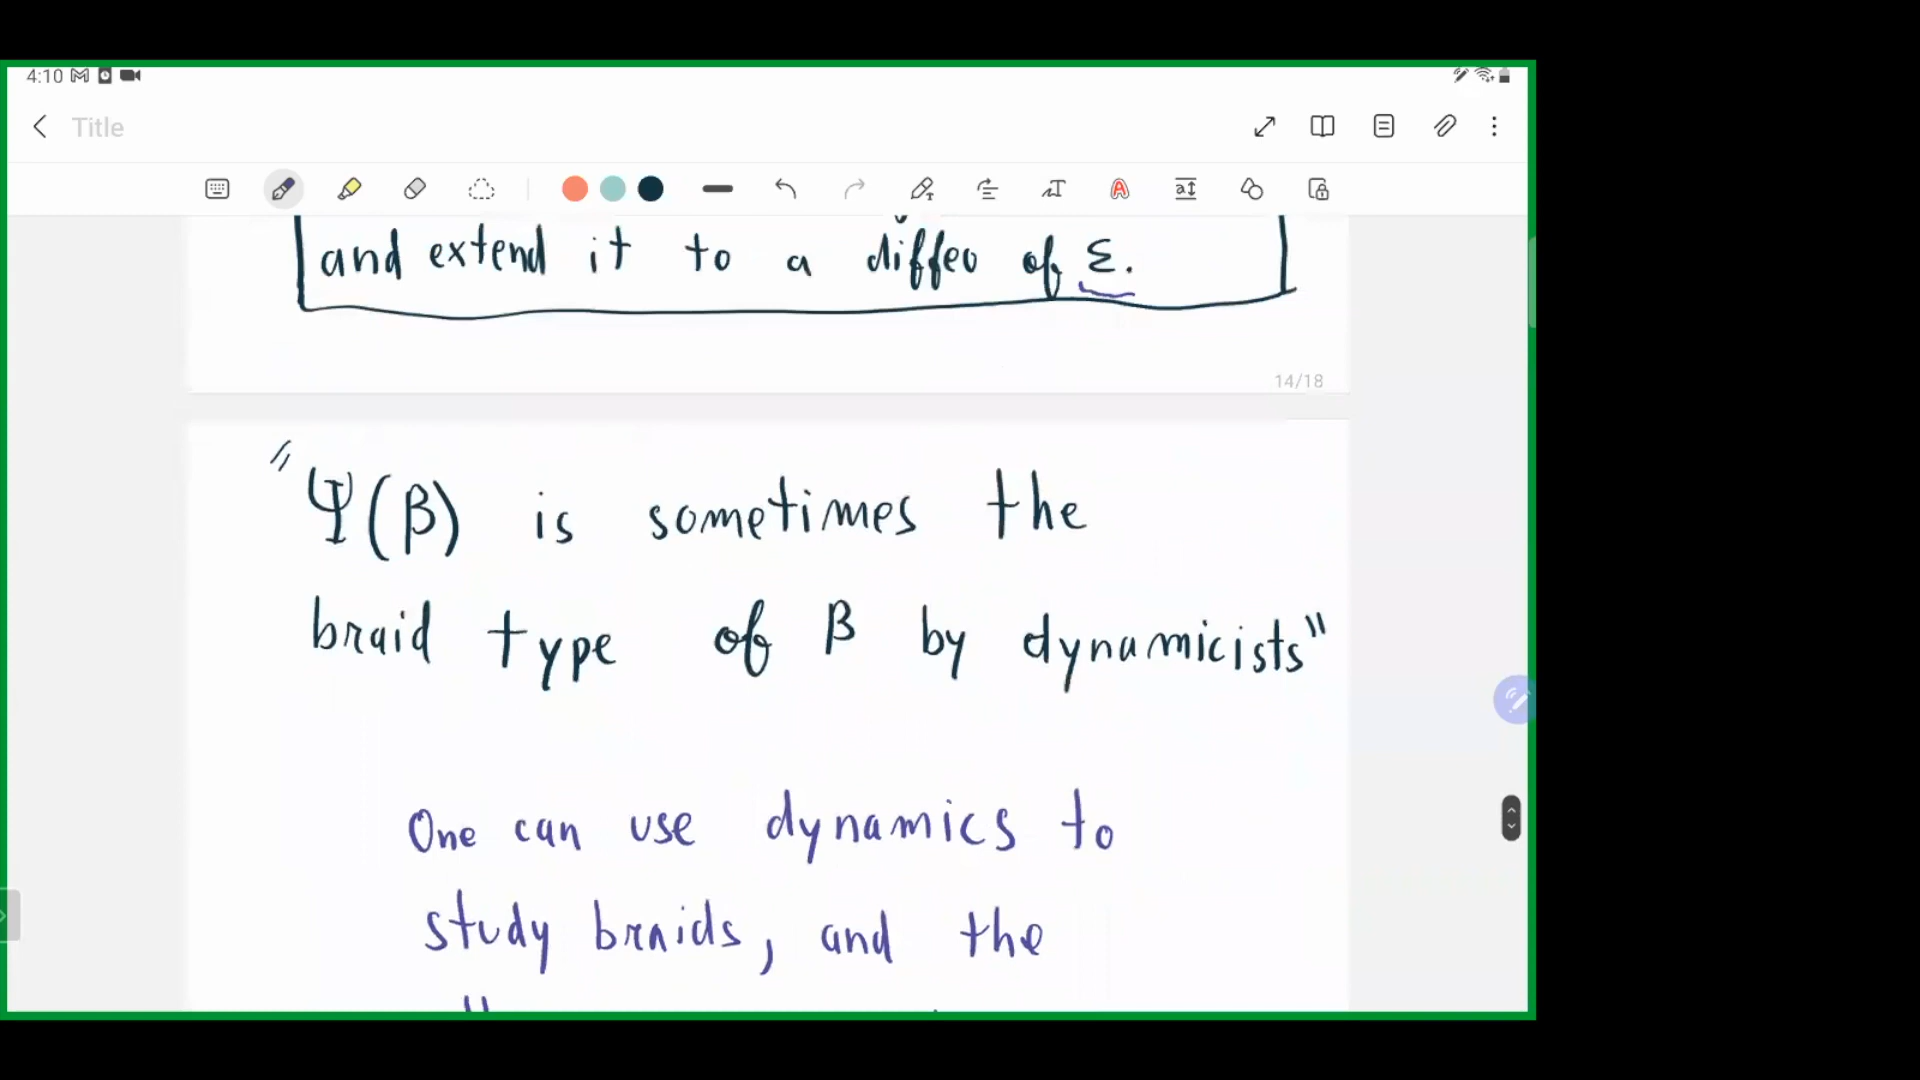 4:10
Title
and extend it to a diffeo of Σ.
14/18
"Ψ(β) is sometimes the
braid type of β by dynamicists"
One can use dynamics to
study braids, and the